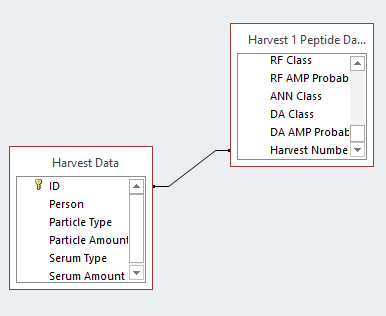 Harvest 1 Peptide Da...
RF Class
RF AMP Probab
ANN Class
DA Class
DA AMP Probab
Harvest Numbe
Harvest Data
ID
Person
Particle Type
Particle Amount
Serum Type
Serum Amount